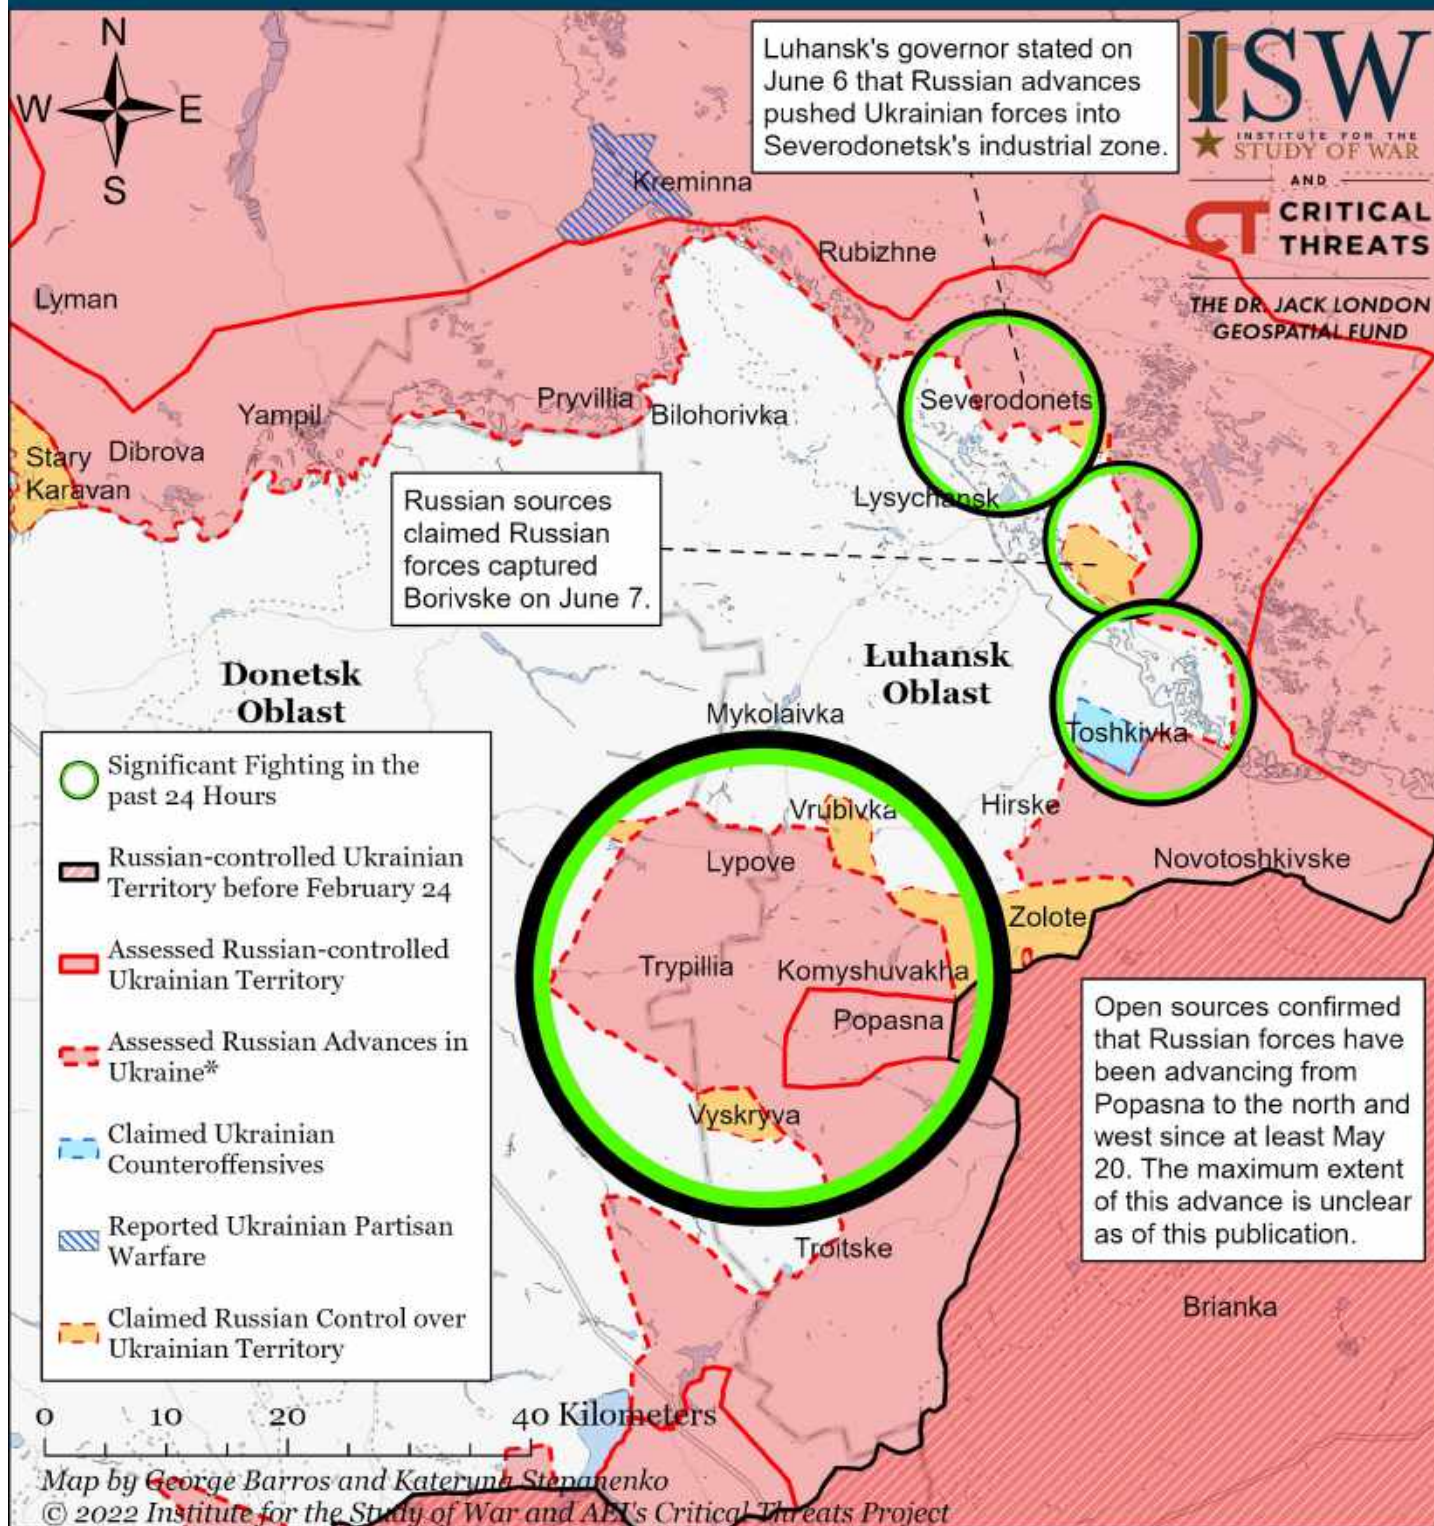 N
W
E
S
Luhansk's governor stated on
June 6 that Russian advances
pushed Ukrainian forces into
Severodonetsk's industrial zone.
ISW
INSTITUTE FOR THE
STUDY OF WAR
AND
CT CRITICAL
THREATS
THE DR. JACK LONDON
GEOSPATIAL FUND
Kreminna
Rubizhne
Lyman
Severodonets
Pryvillia
Bilohorivka
Yampil
Stary
Karavan
Dibrova
Lysychansk
Russian sources
claimed Russian
forces captured
Borivske on June 7.
Donetsk
Oblast
Luhansk
Oblast
Mykolaivka
Toshkivka
Vrubivka
Hirske
Lypove
Novotoshkivske
Zolote
Trypillia
Komyshuvakha
Popasna
Vyskryva
Troitske
Brianka
Open sources confirmed
that Russian forces have
been advancing from
Popasna to the north and
west since at least May
20. The maximum extent
of this advance is unclear
as of this publication.
Significant Fighting in the
past 24 Hours
Russian-controlled Ukrainian
Territory before February 24
Assessed Russian-controlled
Ukrainian Territory
Assessed Russian Advances in
Ukraine*
Claimed Ukrainian
Counteroffensives
Reported Ukrainian Partisan
Warfare
Claimed Russian Control over
Ukrainian Territory
0 10 20 40 Kilometers
Map by George Barros and Kateryna Stepanenko
© 2022 Institute for the Study of War and AEI's Critical Threats Project